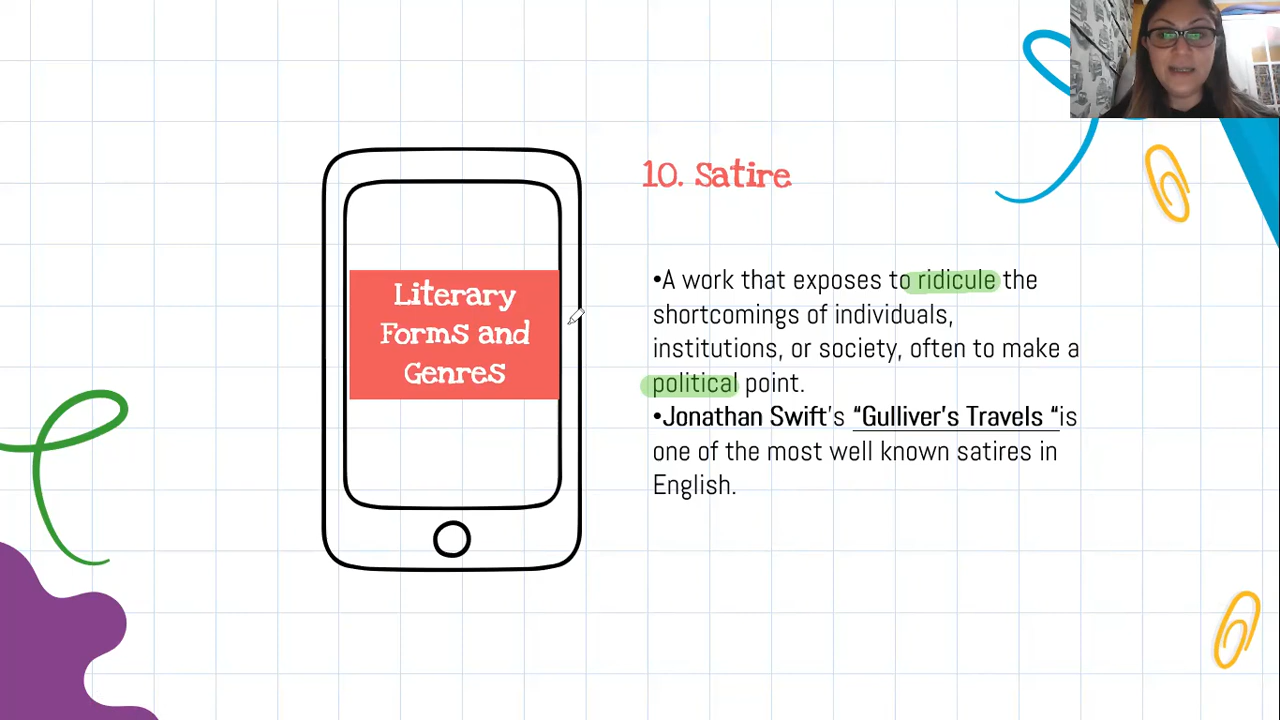 10. Satire
Literary
Forms and
Genres
•A work that exposes to ridicule the
shortcomings of individuals,
institutions, or society, often to make a
political point.
•Jonathan Swift's “Gulliver's Travels “is
one of the most well known satires in
English.